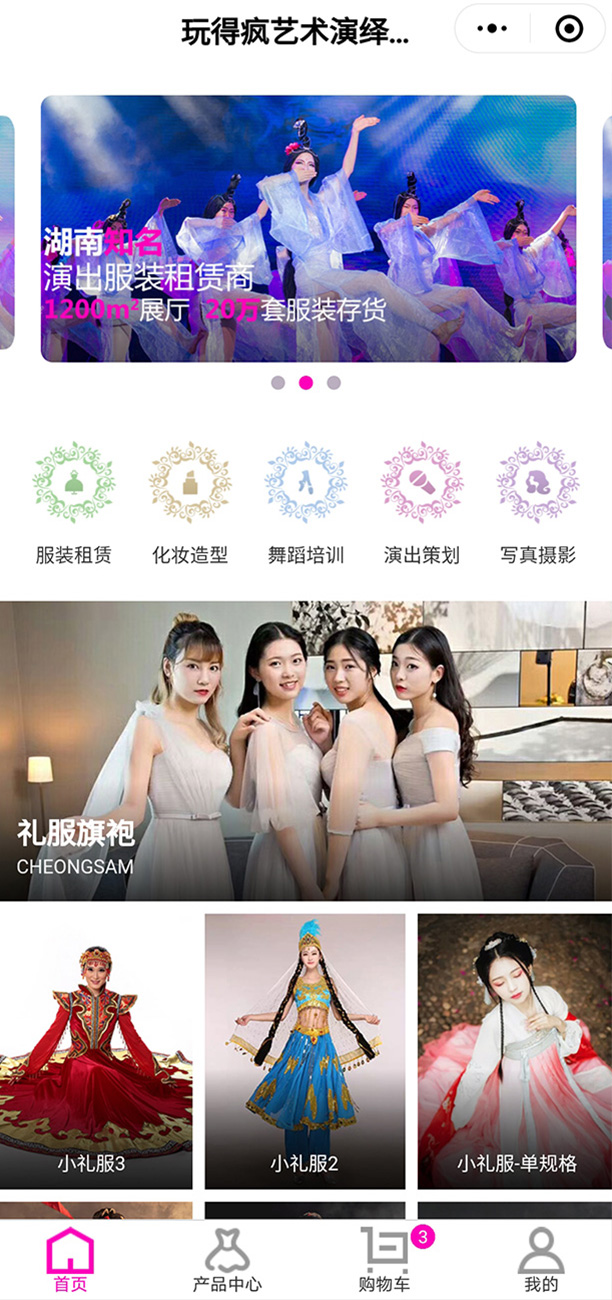 玩得疯艺术演绎...
湖南知名
演出服装租赁商
1200m²展厅 20万套服装存货
服装租赁
化妆造型
舞蹈培训
演出策划
写真摄影
礼服旗袍
CHEONGSAM
小礼服3
小礼服2
小礼服-单规格
3
首页
产品中心
购物车
我的